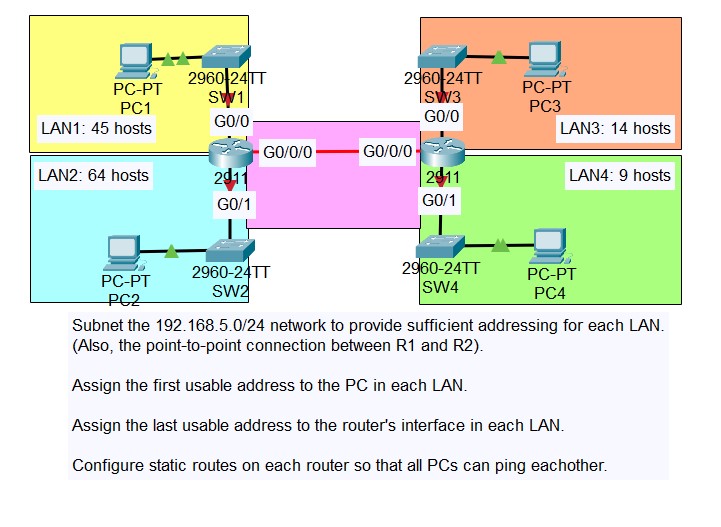 PC-PT
PC1
2960-24TT
SW1
G0/0
LAN1: 45 hosts
2960-24TT
SW3
G0/0
PC-PT
PC3
LAN3: 14 hosts
2911
G0/0/0
G0/0/0
2911
LAN2: 64 hosts
G0/1
2960-24TT
SW2
PC-PT
PC2
LAN4: 9 hosts
G0/1
2960-24TT
SW4
PC-PT
PC4
Subnet the 192.168.5.0/24 network to provide sufficient addressing for each LAN.
(Also, the point-to-point connection between R1 and R2).
Assign the first usable address to the PC in each LAN.
Assign the last usable address to the router's interface in each LAN.
Configure static routes on each router so that all PCs can ping eachother.